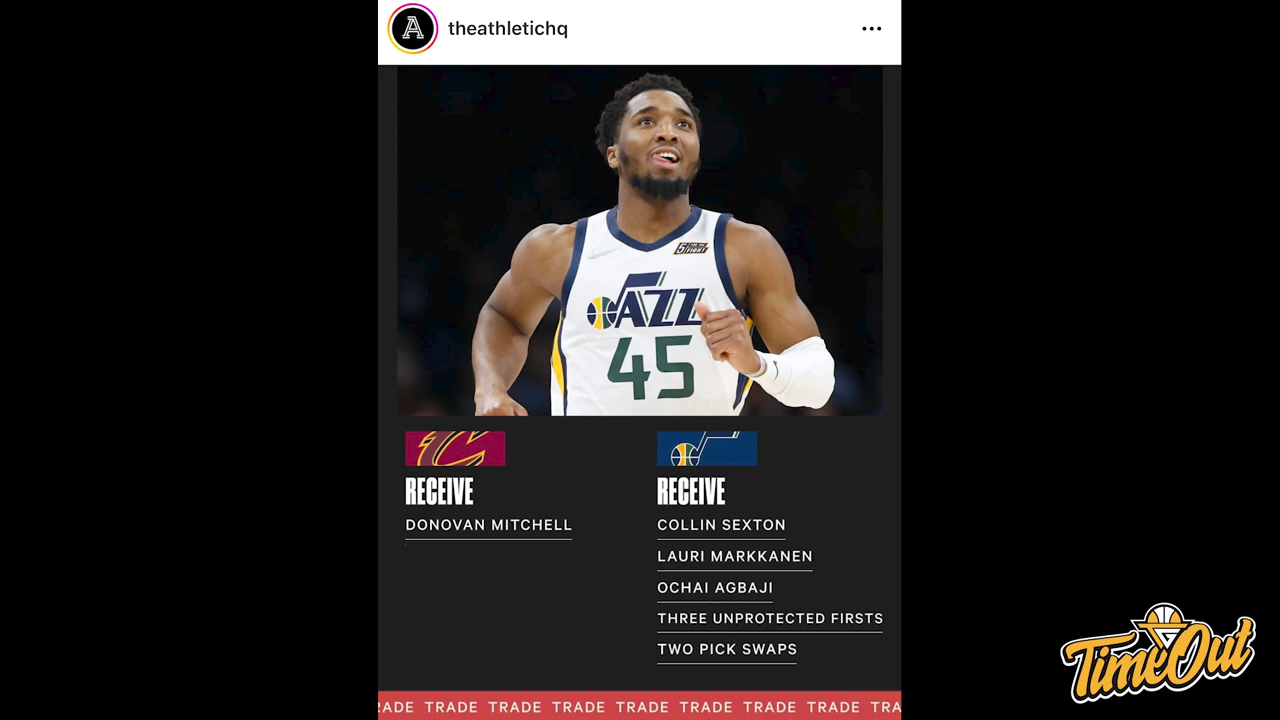 theathletichq
5 FOR THE FIGHT
JAZZ
45
RECEIVE
DONOVAN MITCHELL
RECEIVE
COLLIN SEXTON
LAURI MARKKANEN
OCHAI AGBAJI
THREE UNPROTECTED FIRSTS
TWO PICK SWAPS
TimeOut
RADE TRADE TRADE TRADE TRADE TRADE TRADE TRADE TRA